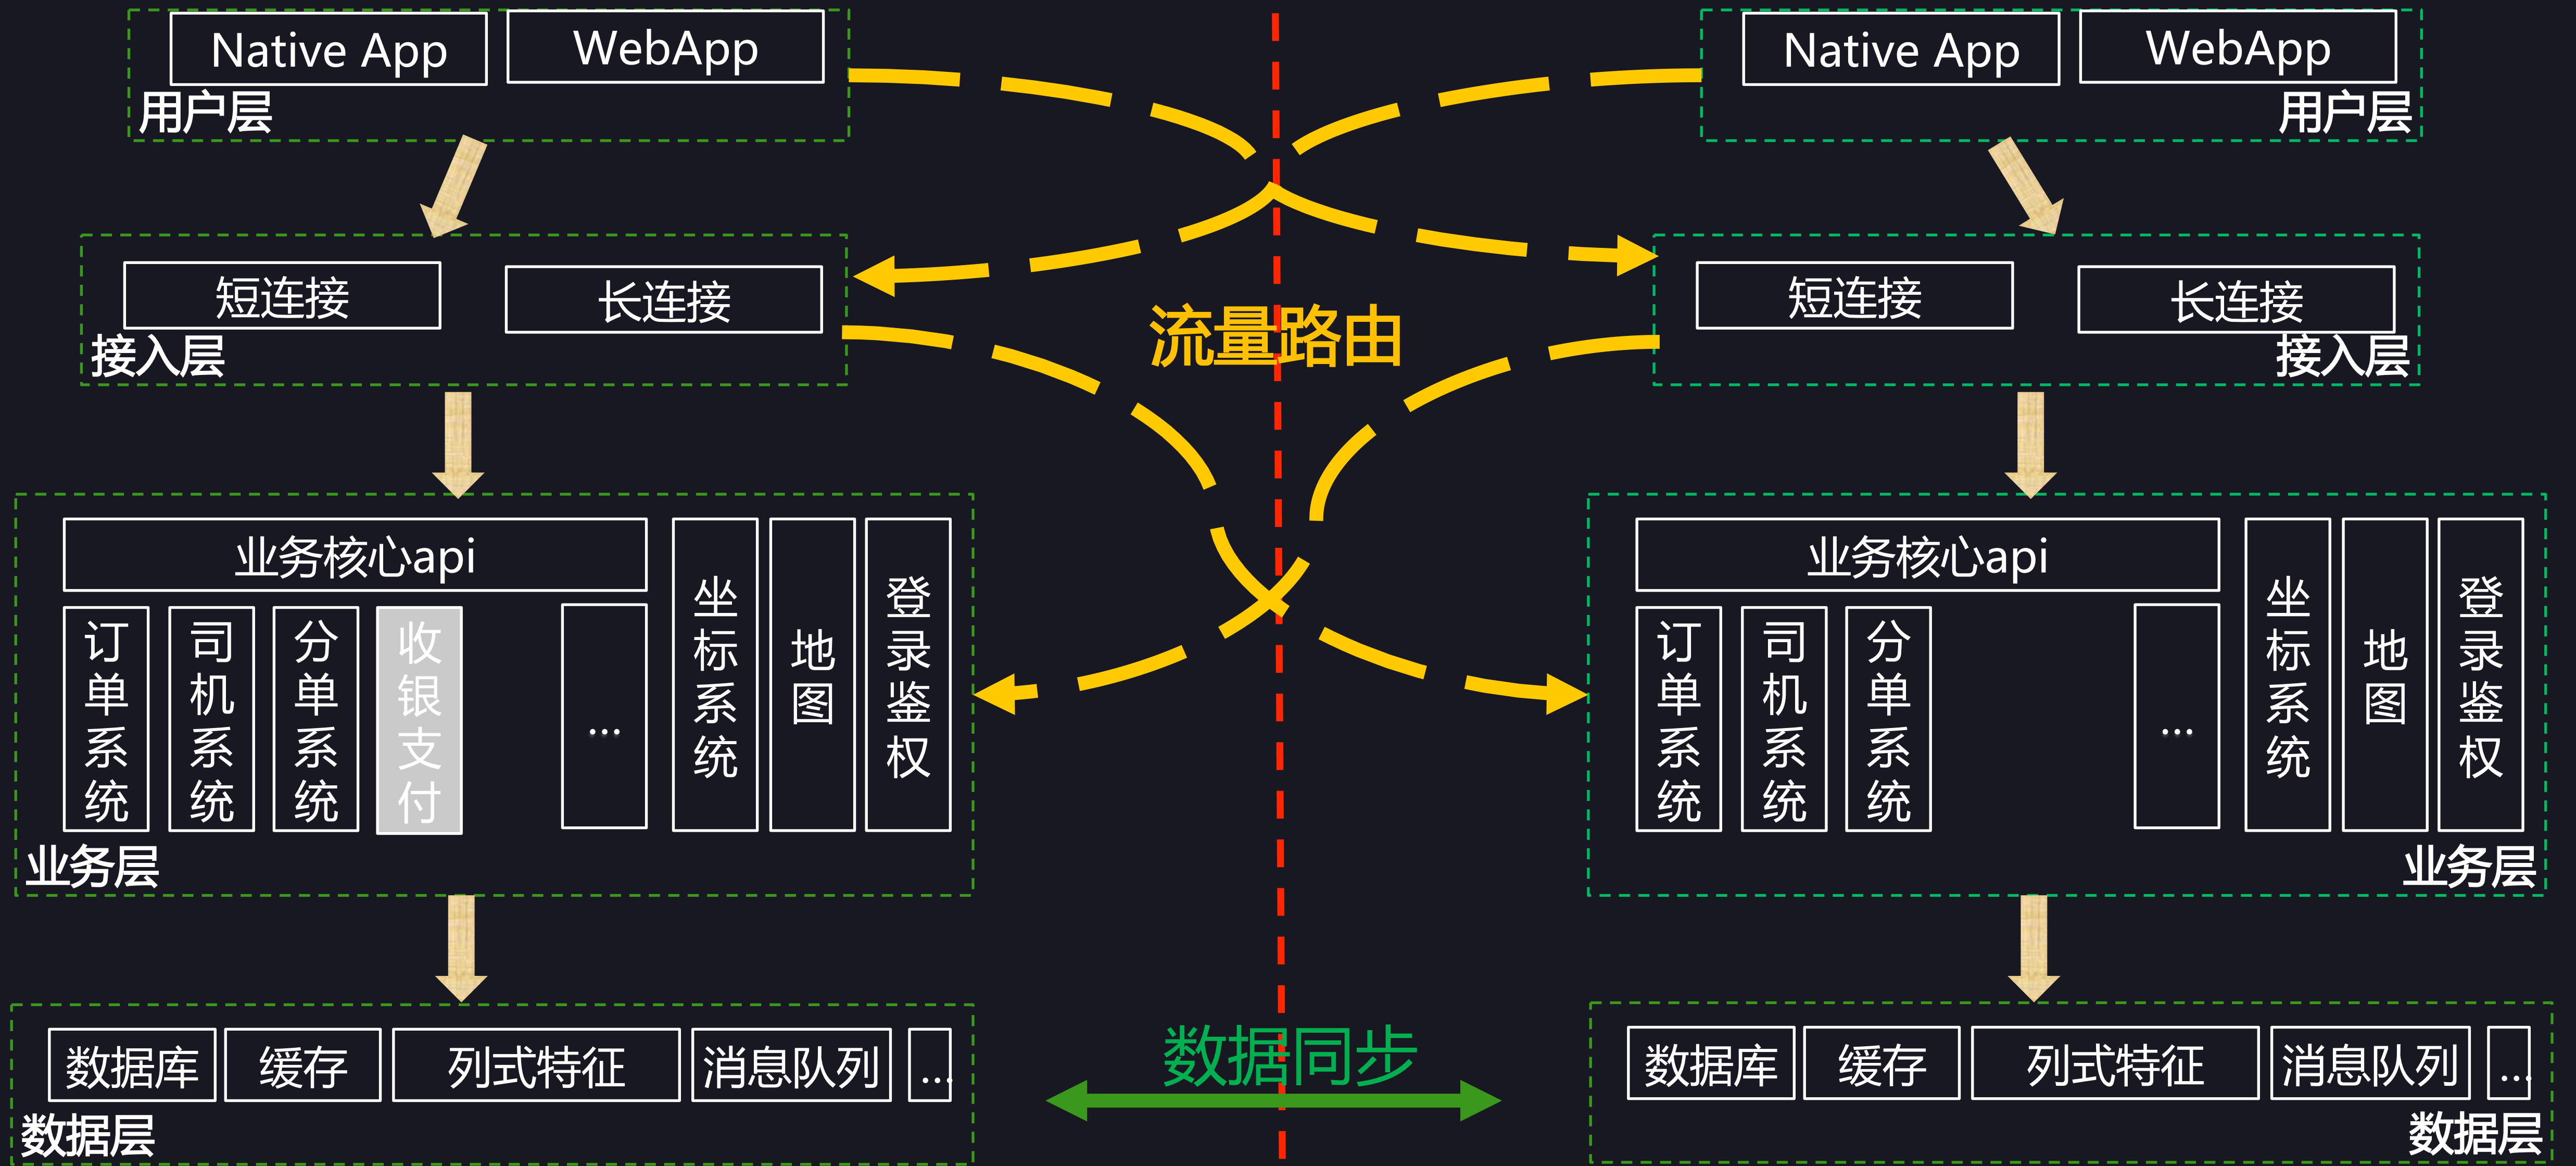 Native App
WebApp
用户层
短连接
长连接
接入层
业务核心api
订单系统
司机系统
分单系统
收银支付
...
坐标系统
地图
登录鉴权
业务层
数据库
缓存
列式特征
消息队列
...
数据层
流量路由
数据同步
Native App
WebApp
用户层
短连接
长连接
接入层
业务核心api
订单系统
司机系统
分单系统
...
坐标系统
地图
登录鉴权
业务层
数据库
缓存
列式特征
消息队列
...
数据层